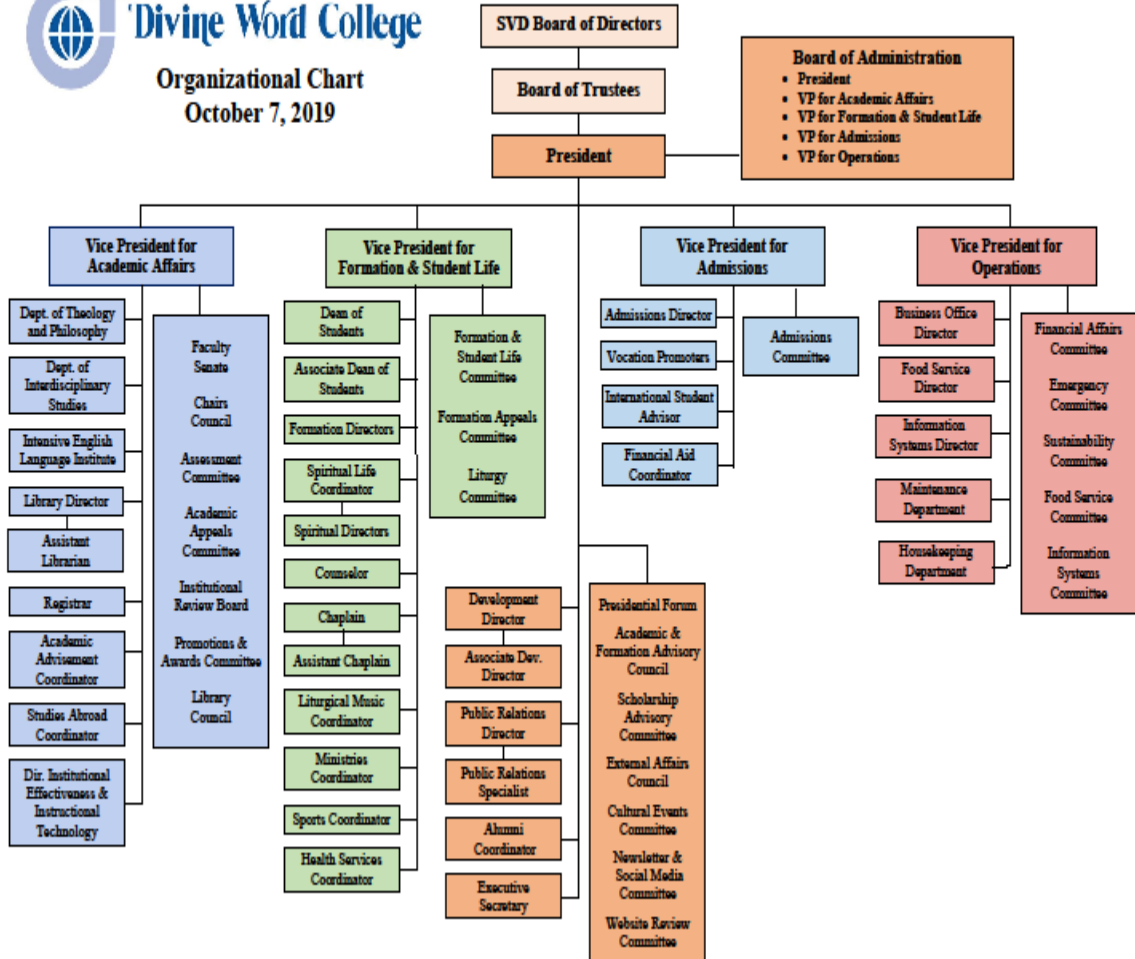 Divine Word College
Organizational Chart
October 7, 2019
SVD Board of Directors
Board of Trustees
President
Board of Administration
• President
• VP for Academic Affairs
• VP for Formation & Student Life
• VP for Admissions
• VP for Operations
Vice President for
Academic Affairs
Dept. of Theology
and Philosophy
Dept. of
Interdisciplinary
Studies
Intensive English
Language Institute
Library Director
Assistant
Librarian
Registrar
Academic
Advisement
Coordinator
Studies Abroad
Coordinator
Dir. Institutional
Effectiveness &
Instructional
Technology
Faculty
Senate
Chairs
Council
Assessment
Committee
Academic
Appeals
Committee
Institutional
Review Board
Promotions &
Awards Committee
Library
Council
Vice President for
Formation & Student Life
Dean of
Students
Associate Dean of
Students
Formation Directors
Spiritual Life
Coordinator
Spiritual Directors
Counselor
Chaplain
Assistant Chaplain
Liturgical Music
Coordinator
Ministries
Coordinator
Sports Coordinator
Health Services
Coordinator
Formation &
Student Life
Committee
Formation Appeals
Committee
Liturgy
Committee
Development
Director
Associate Dev.
Director
Public Relations
Director
Public Relations
Specialist
Alumni
Coordinator
Executive
Secretary
Presidential Forum
Academic &
Formation Advisory
Council
Scholarship
Advisory
Committee
External Affairs
Council
Cultural Events
Committee
Newsletter &
Social Media
Committee
Website Review
Committee
Vice President for
Admissions
Admissions Director
Vocation Promoters
International Student
Advisor
Financial Aid
Coordinator
Admissions
Committee
Vice President for
Operations
Business Office
Director
Food Service
Director
Information
Systems Director
Maintenance
Department
Housekeeping
Department
Financial Affairs
Committee
Emergency
Committee
Sustainability
Committee
Food Service
Committee
Information
Systems
Committee